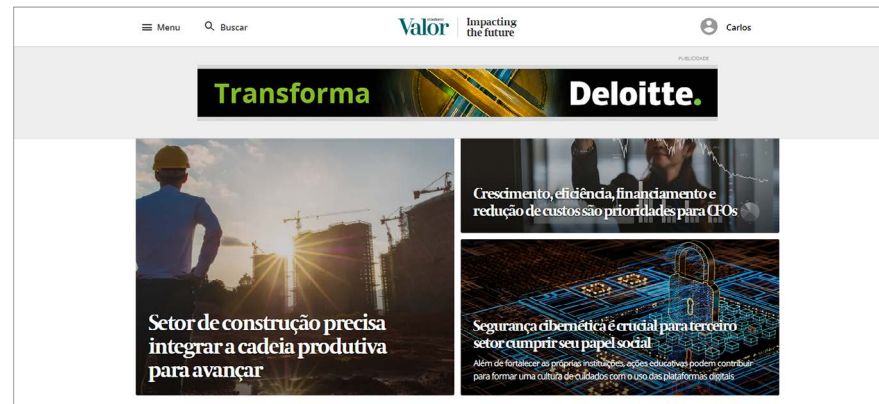 Menu
Buscar
Valor
Impacting
the future
Carlos
PUBLICIDADE
Transforma
Deloitte.
Setor de construção precisa
integrar a cadeia produtiva
para avançar
Crescimento, eficiência, financiamento e
redução de custos são prioridades para CFOs
Segurança cibernética é crucial para terceiro
setor cumprir seu papel social
Além de fortalecer as próprias instituições, ações educativas podem contribuir
para formar uma cultura de cuidados com o uso das plataformas digitais